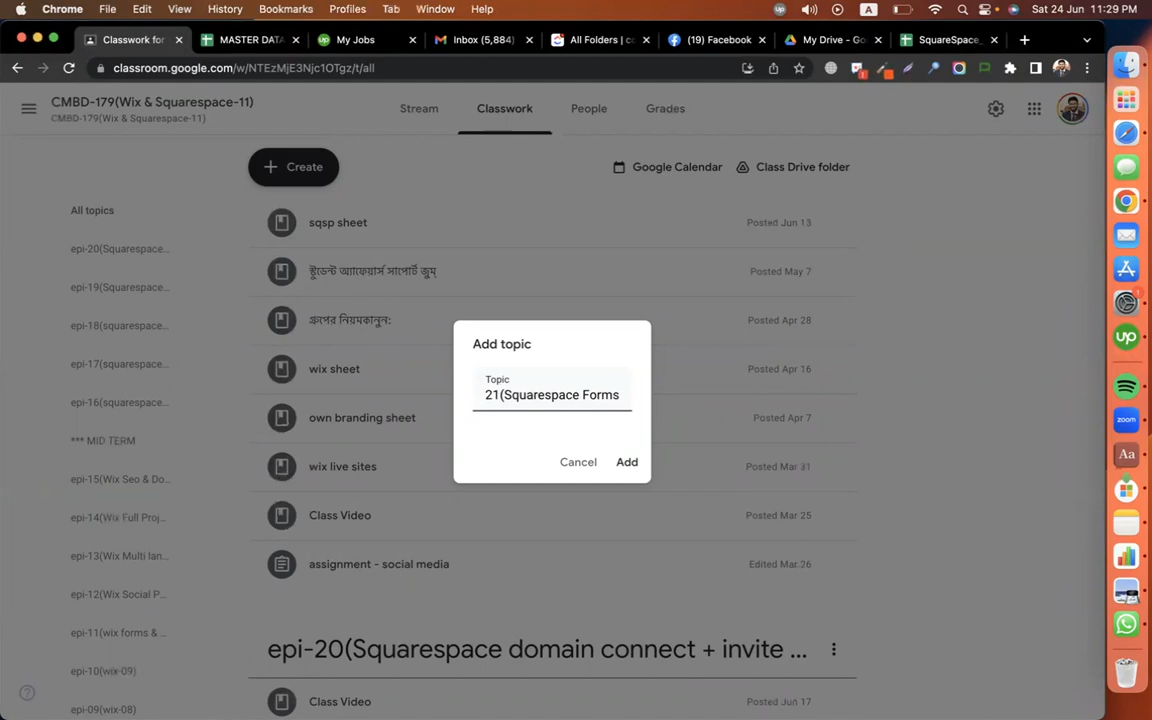 Chrome File Edit View History Bookmarks Profiles Tab Window Help
A Sat 24 Jun 11:29 PM
Classwork for
MASTER DATA
My Jobs
Inbox (5,884)
All Folders | c
(19) Facebook
My Drive - Go
SquareSpace_
classroom.google.com/w/NTEzMjE3Njc1OTgz/t/all
CMBD-179(Wix & Squarespace-11)
CMBD-179(Wix & Squarespace-11)
Stream Classwork People Grades
Create
Google Calendar
Class Drive folder
All topics
epi-20(Squarespace...
epi-19(Squarespace...
epi-18(squarespace...
epi-17(squarespace...
epi-16(squarespace...
*** MID TERM
epi-15(Wix Seo & Do...
epi-14(Wix Full Proj...
epi-13(Wix Multi lan...
epi-12(Wix Social P...
epi-11(wix forms & ...
epi-10(wix-09)
epi-09(wix-08)
sqsp sheet Posted Jun 13
স্টুডেন্ট অ্যাফেয়ার্স সাপোর্ট জুম্ Posted May 7
গ্রুপের নিয়মকানুন: Posted Apr 28
wix sheet Posted Apr 16
own branding sheet Posted Apr 7
wix live sites Posted Mar 31
Class Video Posted Mar 25
assignment - social media Edited Mar 26
Add topic
Topic
21(Squarespace Forms
Cancel Add
epi-20(Squarespace domain connect + invite ...
Class Video Posted Jun 17
up
zoom
Aa